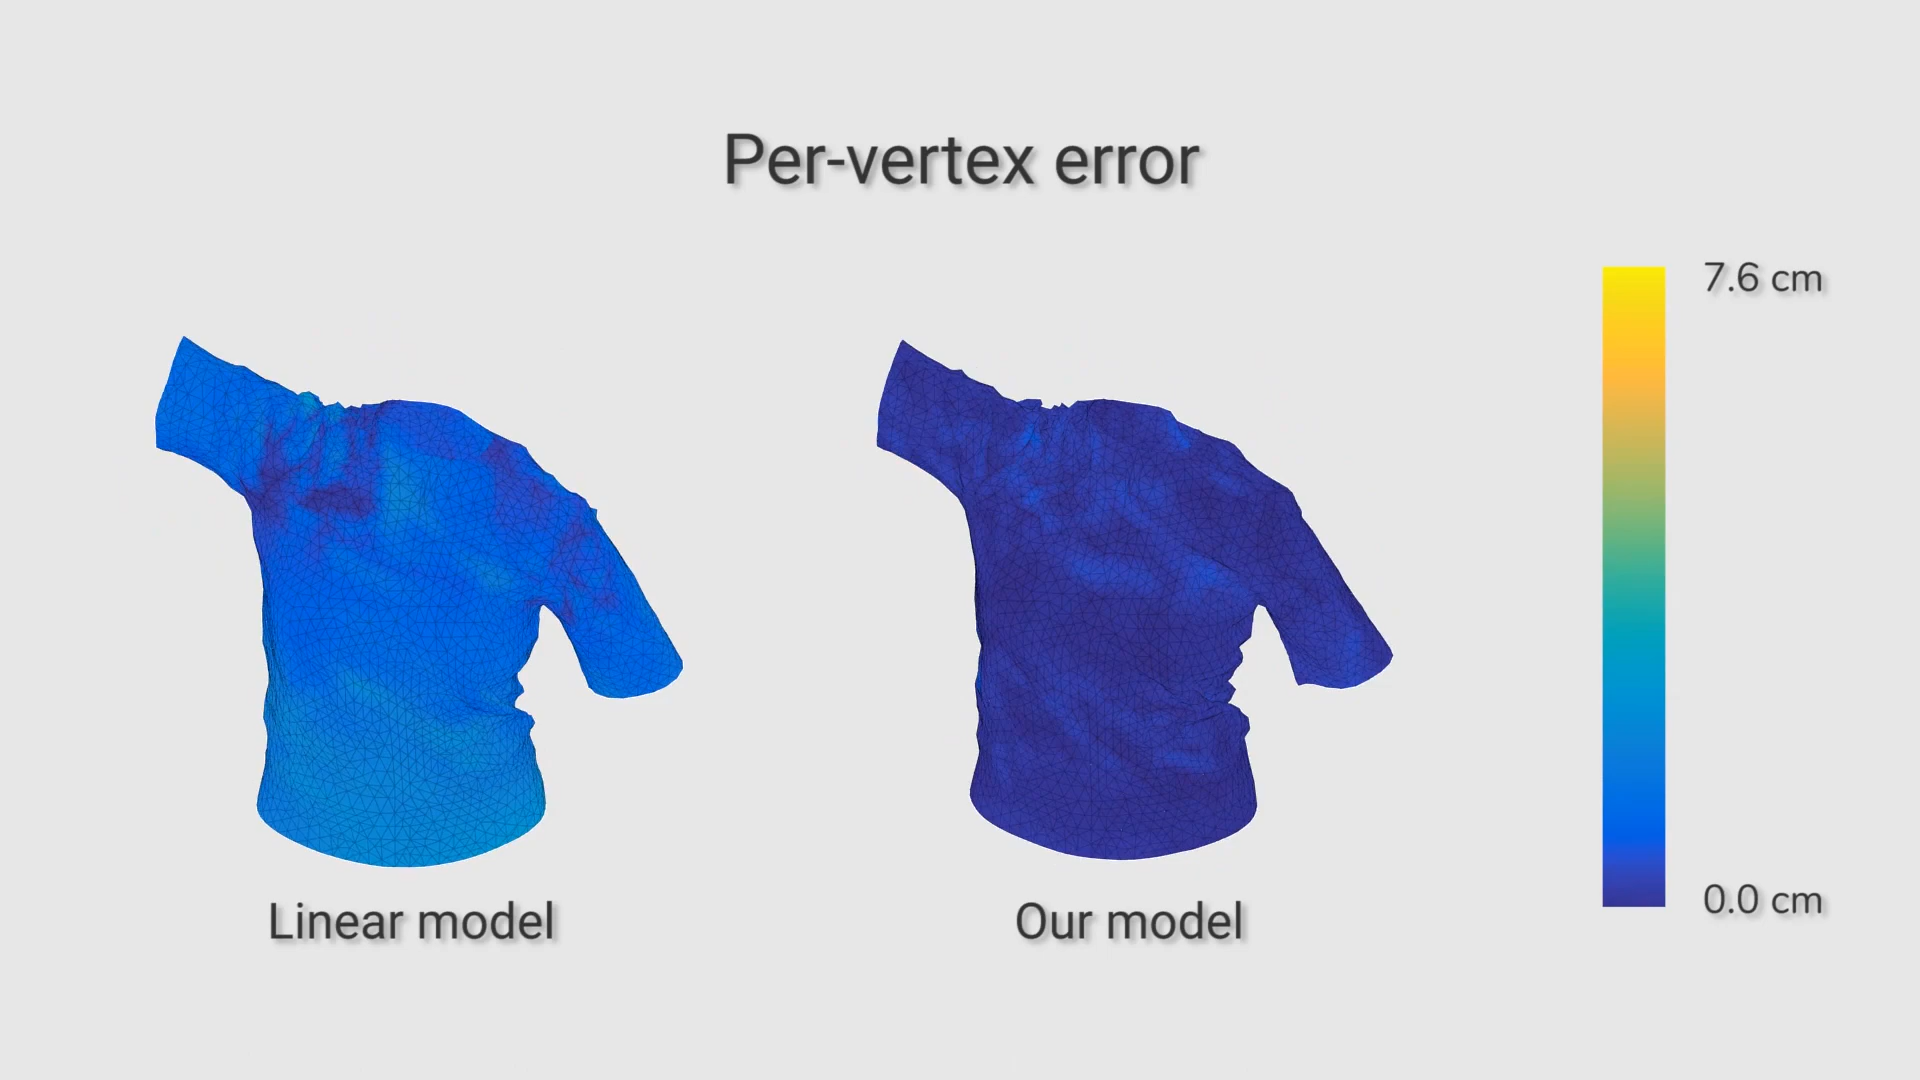 Per-vertex error
7.6 cm
0.0 cm
Linear model
Our model